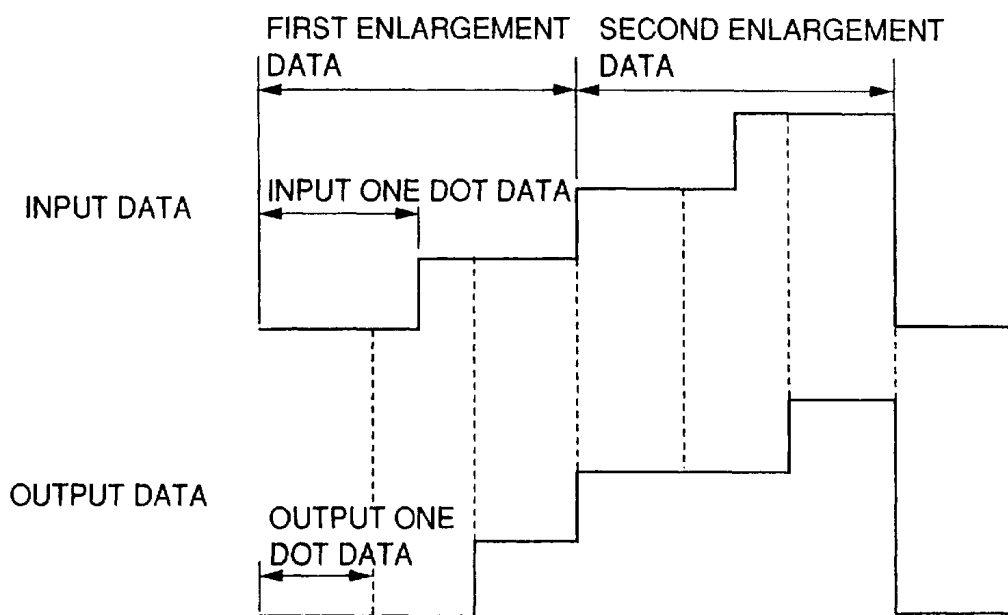 FIRST ENLARGEMENT
DATA
SECOND ENLARGEMENT
DATA
INPUT ONE DOT DATA
INPUT DATA
OUTPUT DATA
OUTPUT ONE
DOT DATA